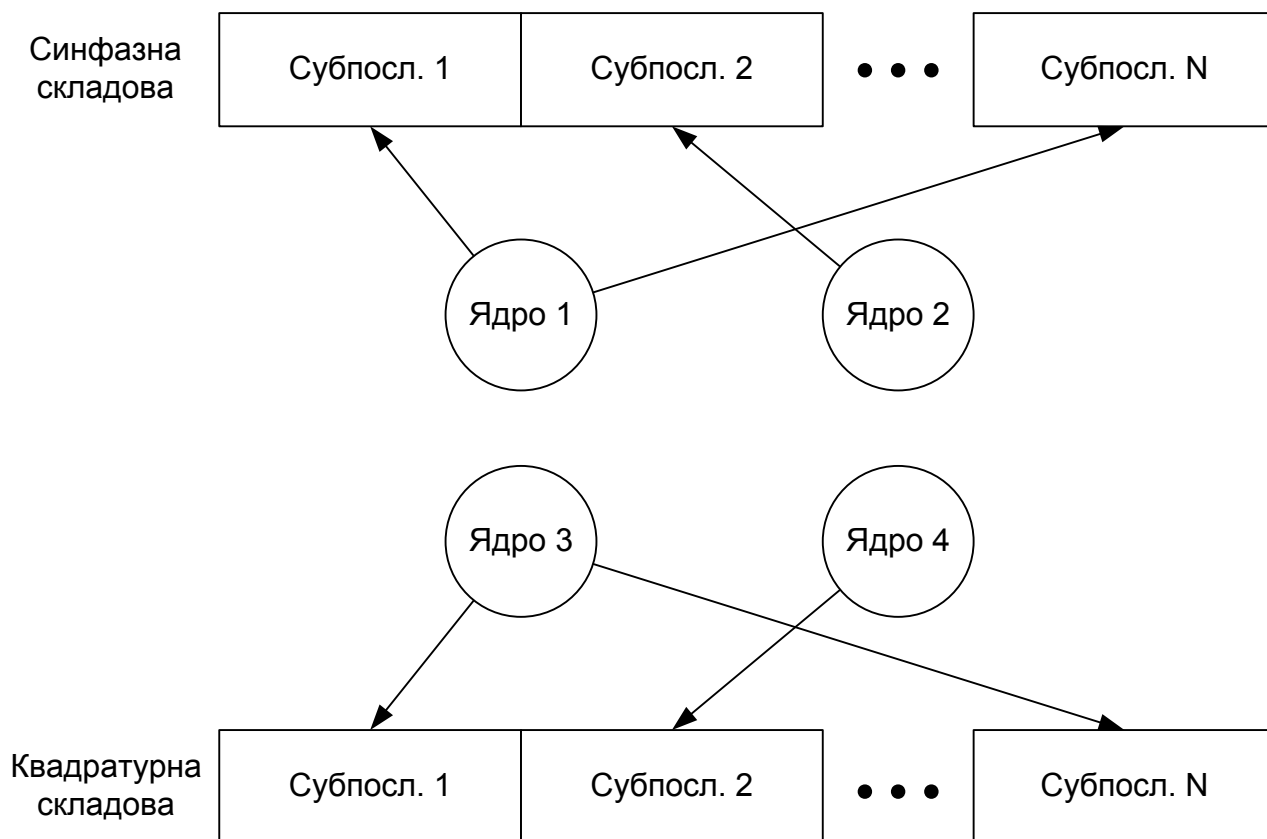 Синфазна
складова
Субпосл. 1
Субпосл. 2
Субпосл. N
Ядро 1
Ядро 2
Ядро 3
Ядро 4
Квадратурна
складова
Субпосл. 1
Субпосл. 2
Субпосл. N